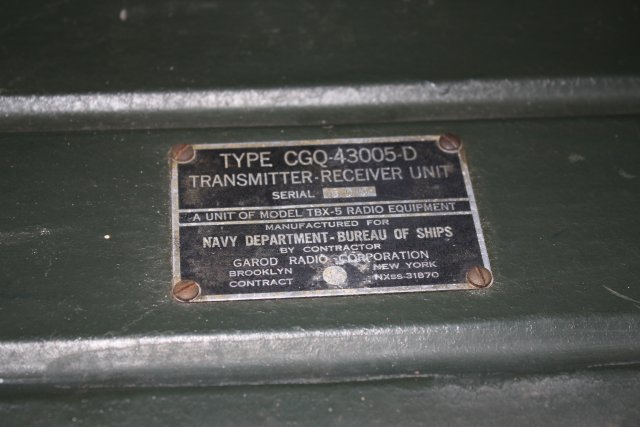 TYPE CGQ-43005-D
TRANSMITTER-RECEIVER UNIT
SERIAL
A UNIT OF MODEL TBX-5 RADIO EQUIPMENT
MANUFACTURED FOR
NAVY DEPARTMENT-BUREAU OF SHIPS
BY CONTRACTOR
GAROD RADIO CORPORATION
BROOKLYN NEW YORK
CONTRACT NXSS-31870